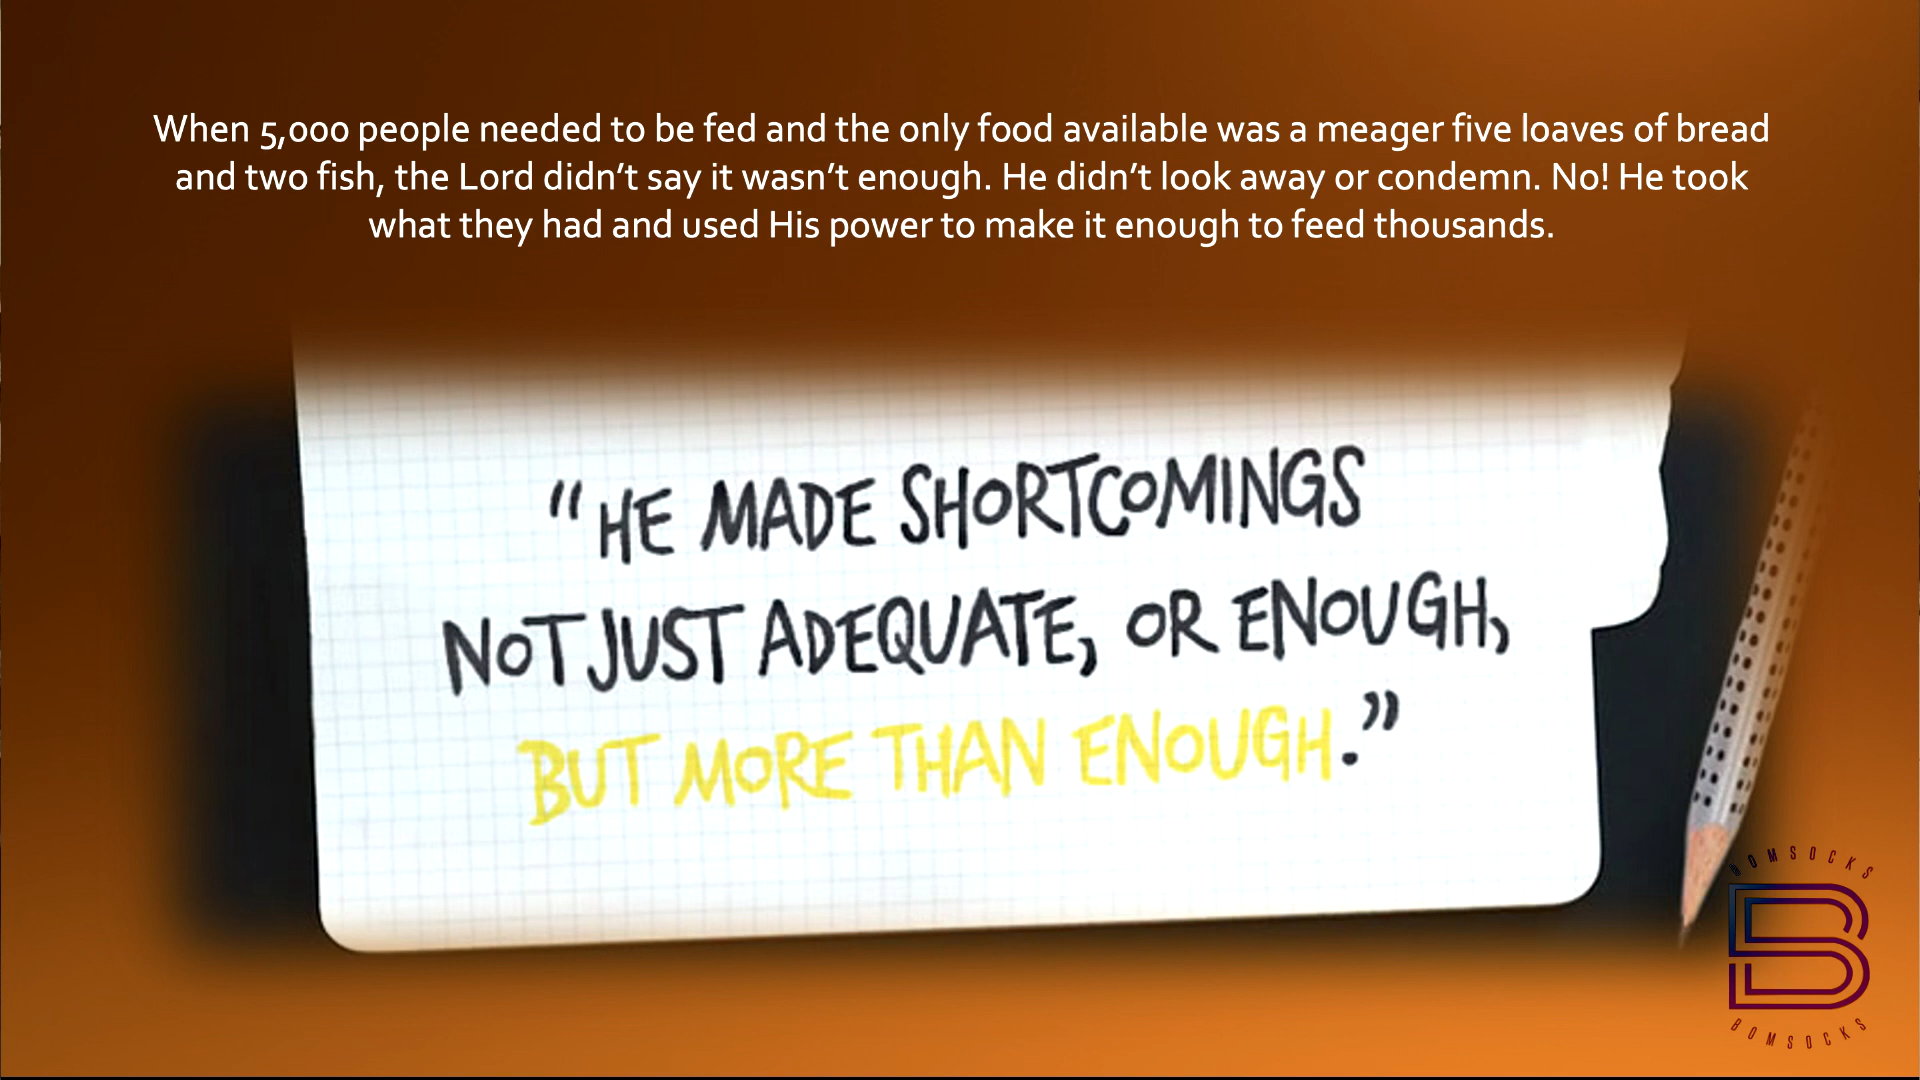 When 5,000 people needed to be fed and the only food available was a meager five loaves of bread
and two fish, the Lord didn’t say it wasn’t enough. He didn’t look away or condemn. No! He took
what they had and used His power to make it enough to feed thousands.
“HE MADE SHORTCOMINGS
NOT JUST ADEQUATE, OR ENOUGH,
BUT MORE THAN ENOUGH.”
BOMSOCKS
B
BOMSOCKS